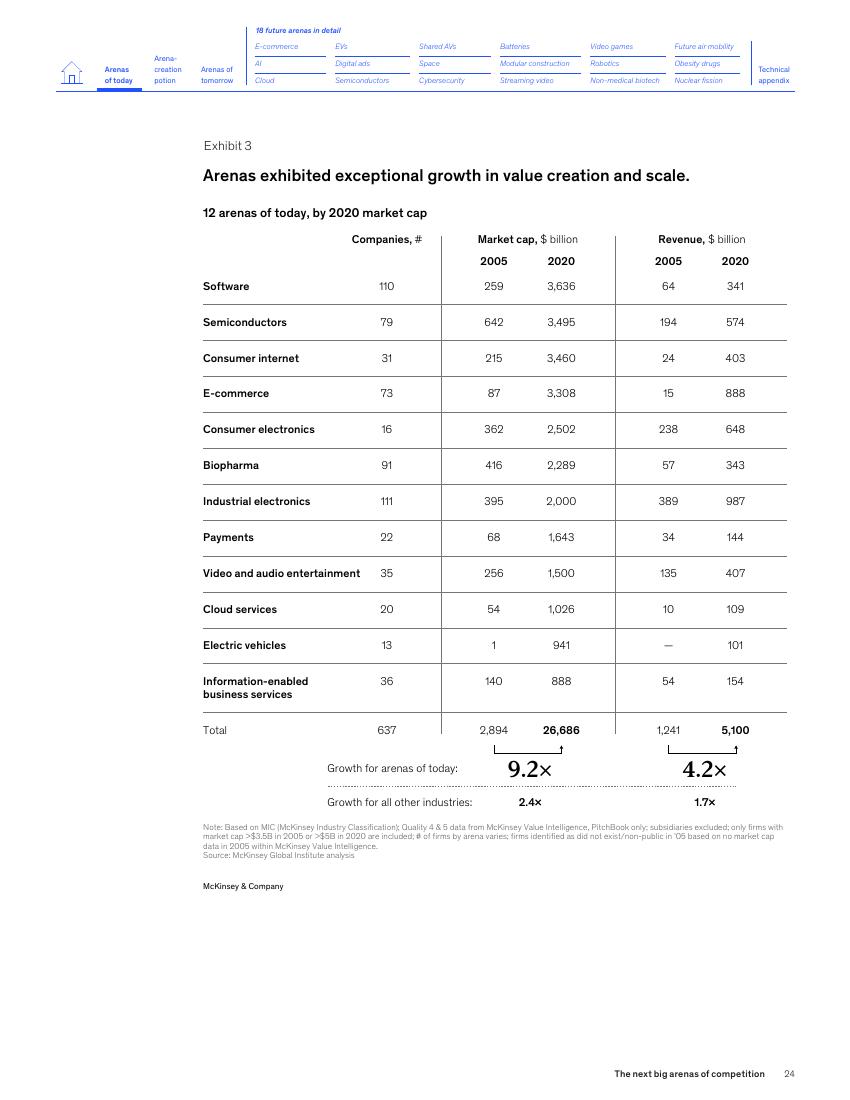 18 future arenas in detail
Arenas of today
Arena-creation potion
Arenas of tomorrow
E-commerce EVs Shared AVs Batteries Video games Future air mobility
AI Digital ads Space Modular construction Robotics Obesity drugs
Cloud Semiconductors Cybersecurity Streaming video Non-medical biotech Nuclear fission
Technical appendix
Exhibit 3
Arenas exhibited exceptional growth in value creation and scale.
12 arenas of today, by 2020 market cap
Companies, # Market cap, $ billion Revenue, $ billion
2005 2020 2005 2020
Software 110 259 3,636 64 341
Semiconductors 79 642 3,495 194 574
Consumer internet 31 215 3,460 24 403
E-commerce 73 87 3,308 15 888
Consumer electronics 16 362 2,502 238 648
Biopharma 91 416 2,289 57 343
Industrial electronics 111 395 2,000 389 987
Payments 22 68 1,643 34 144
Video and audio entertainment 35 256 1,500 135 407
Cloud services 20 54 1,026 10 109
Electric vehicles 13 1 941 — 101
Information-enabled
business services 36 140 888 54 154
Total 637 2,894 26,686 1,241 5,100
Growth for arenas of today: 9.2× 4.2×
Growth for all other industries: 2.4× 1.7×
Note: Based on MIC (McKinsey Industry Classification); Quality 4 & 5 data from McKinsey Value Intelligence, PitchBook only; subsidiaries excluded; only firms with
market cap >$3.5B in 2005 or >$5B in 2020 are included; # of firms by arena varies; firms identified as did not exist/non-public in '05 based on no market cap
data in 2005 within McKinsey Value Intelligence.
Source: McKinsey Global Institute analysis
McKinsey & Company
The next big arenas of competition 24